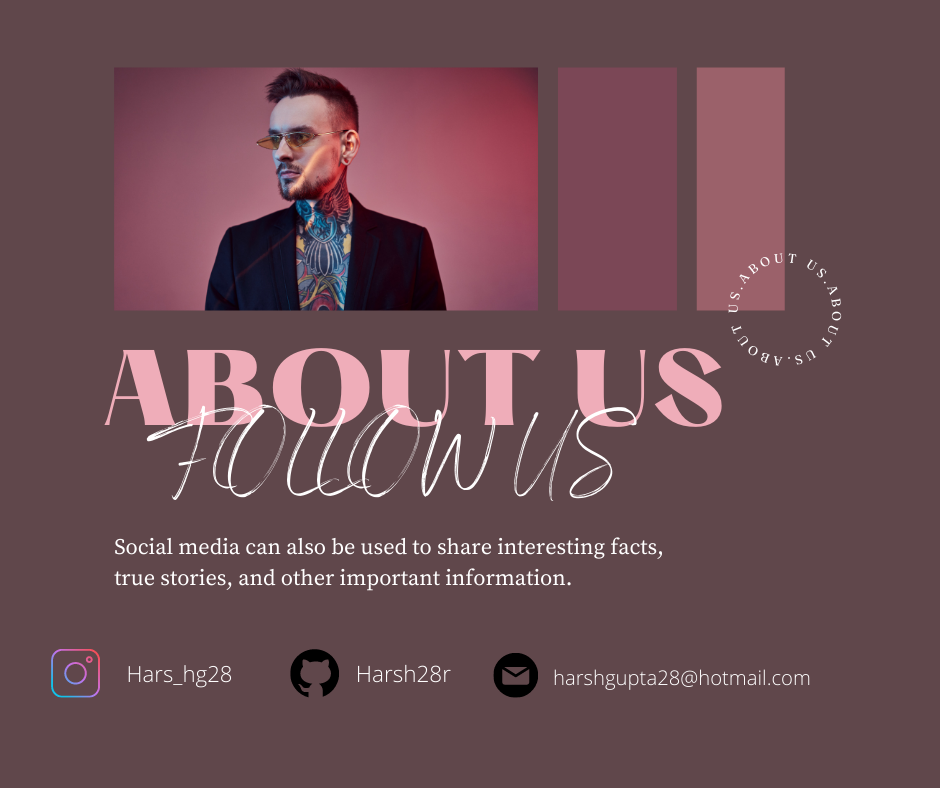 US.ABOUT US.ABOUT US.ABOUT
ABOUT US
FOLLOW US
Social media can also be used to share interesting facts,
true stories, and other important information.
Hars_hg28
Harsh28r
harshgupta28@hotmail.com